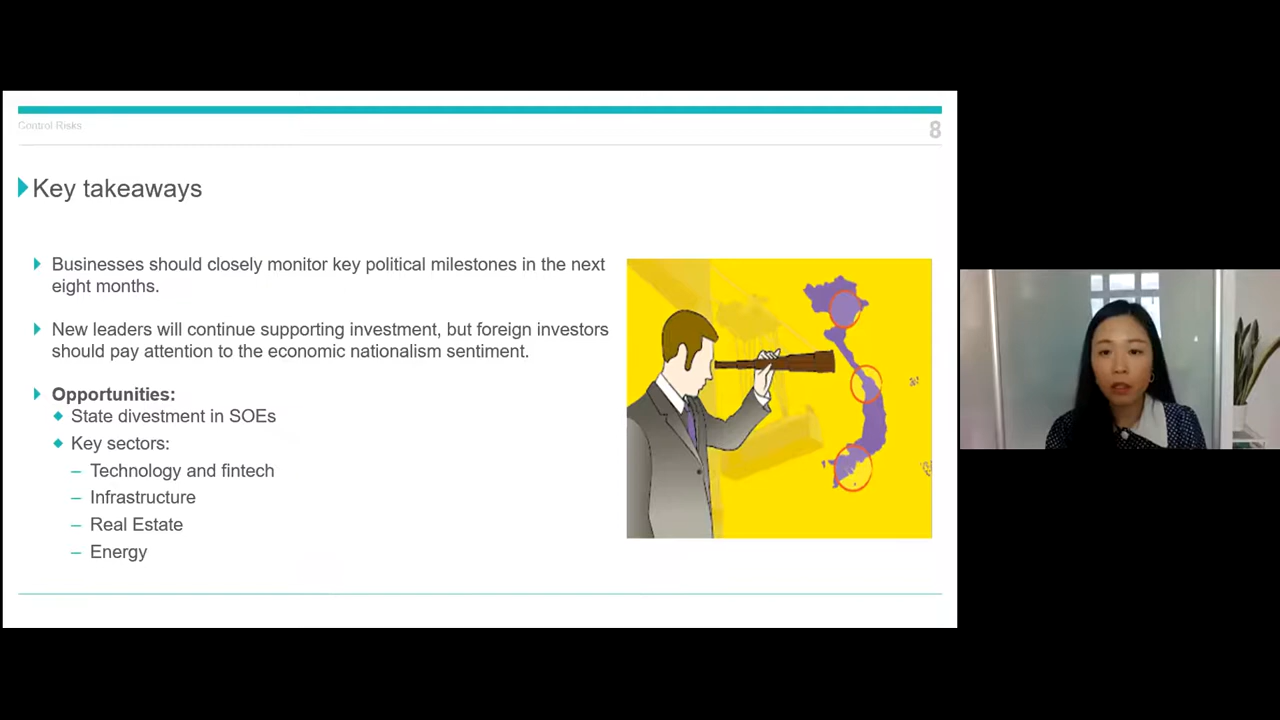 Control Risks
8
Key takeaways
Businesses should closely monitor key political milestones in the next
eight months.
New leaders will continue supporting investment, but foreign investors
should pay attention to the economic nationalism sentiment.
Opportunities:
State divestment in SOEs
Key sectors:
– Technology and fintech
– Infrastructure
– Real Estate
– Energy